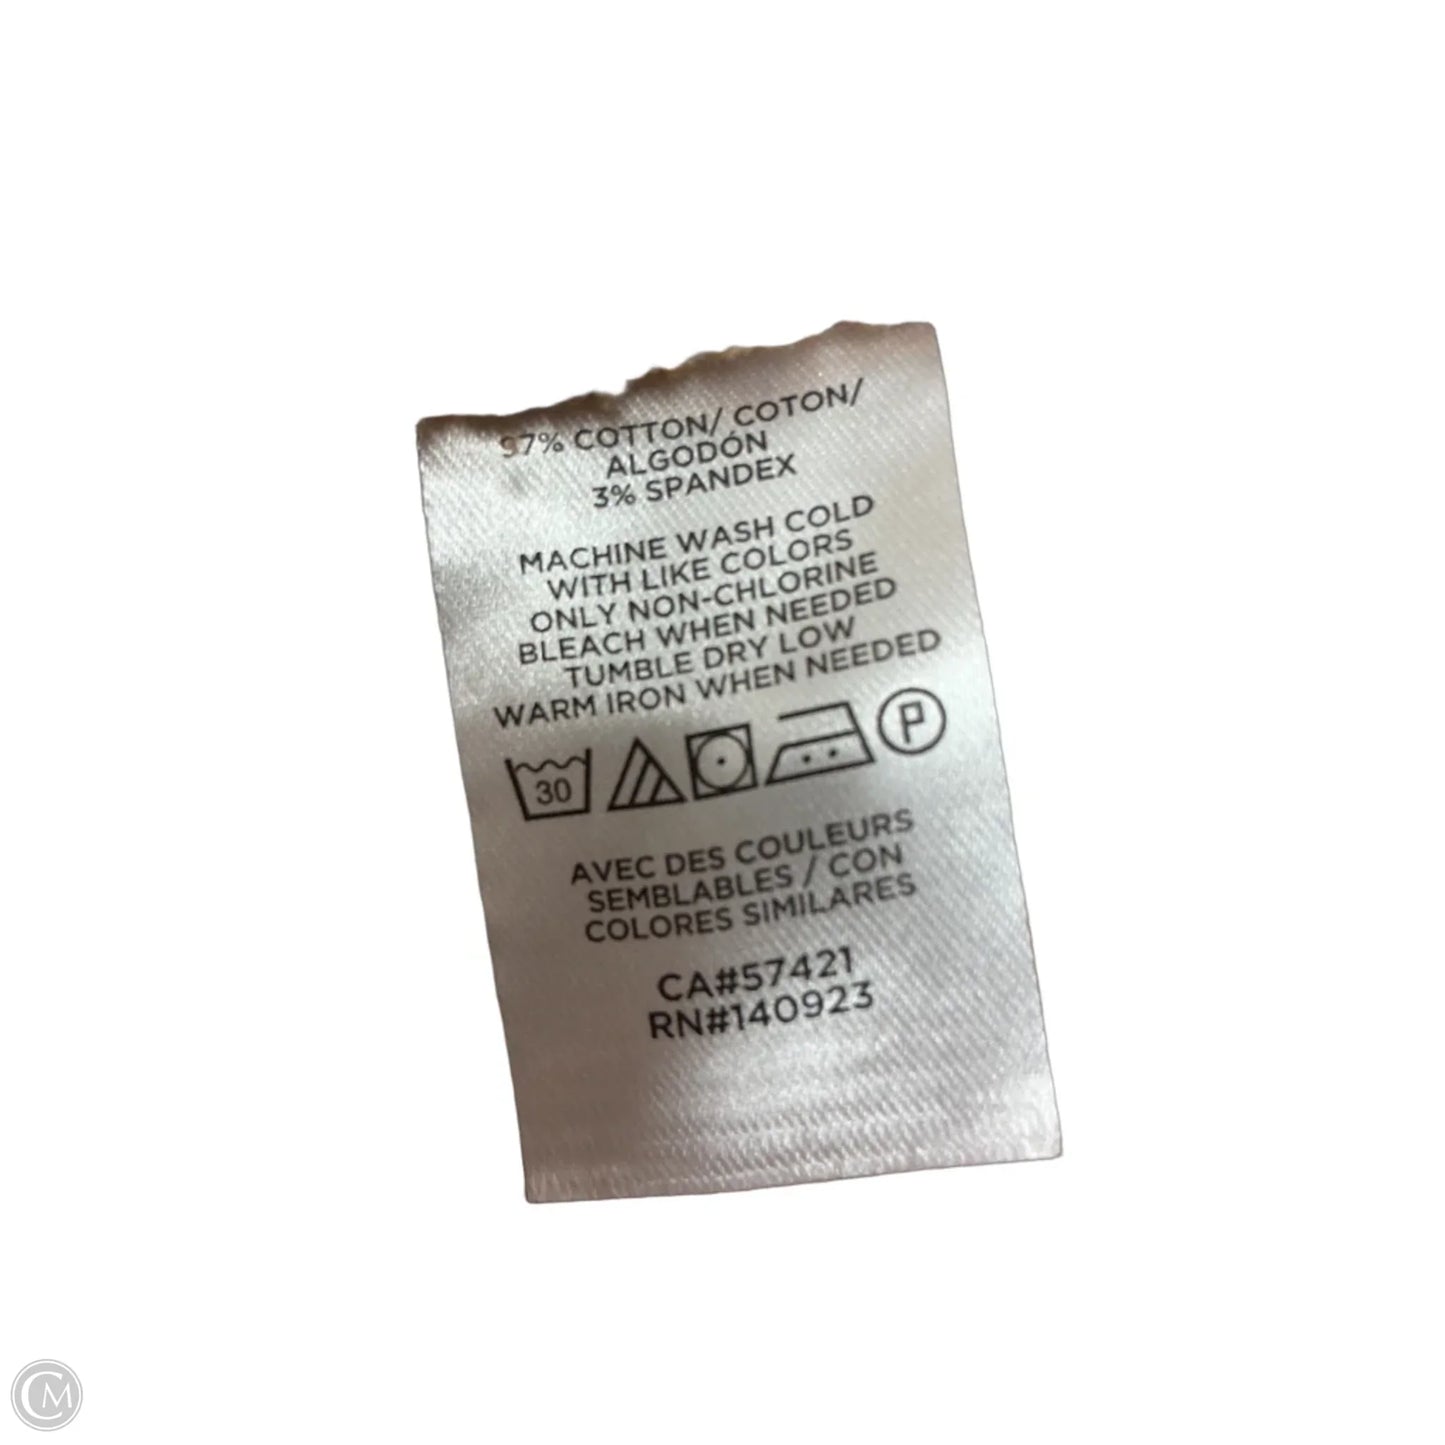 97% COTTON/ COTON/
ALGODÓN
3% SPANDEX
MACHINE WASH COLD
WITH LIKE COLORS
ONLY NON-CHLORINE
BLEACH WHEN NEEDED
TUMBLE DRY LOW
WARM IRON WHEN NEEDED
30 P
AVEC DES COULEURS
SEMBLABLES / CON
COLORES SIMILARES
CA#57421
RN#140923
CM